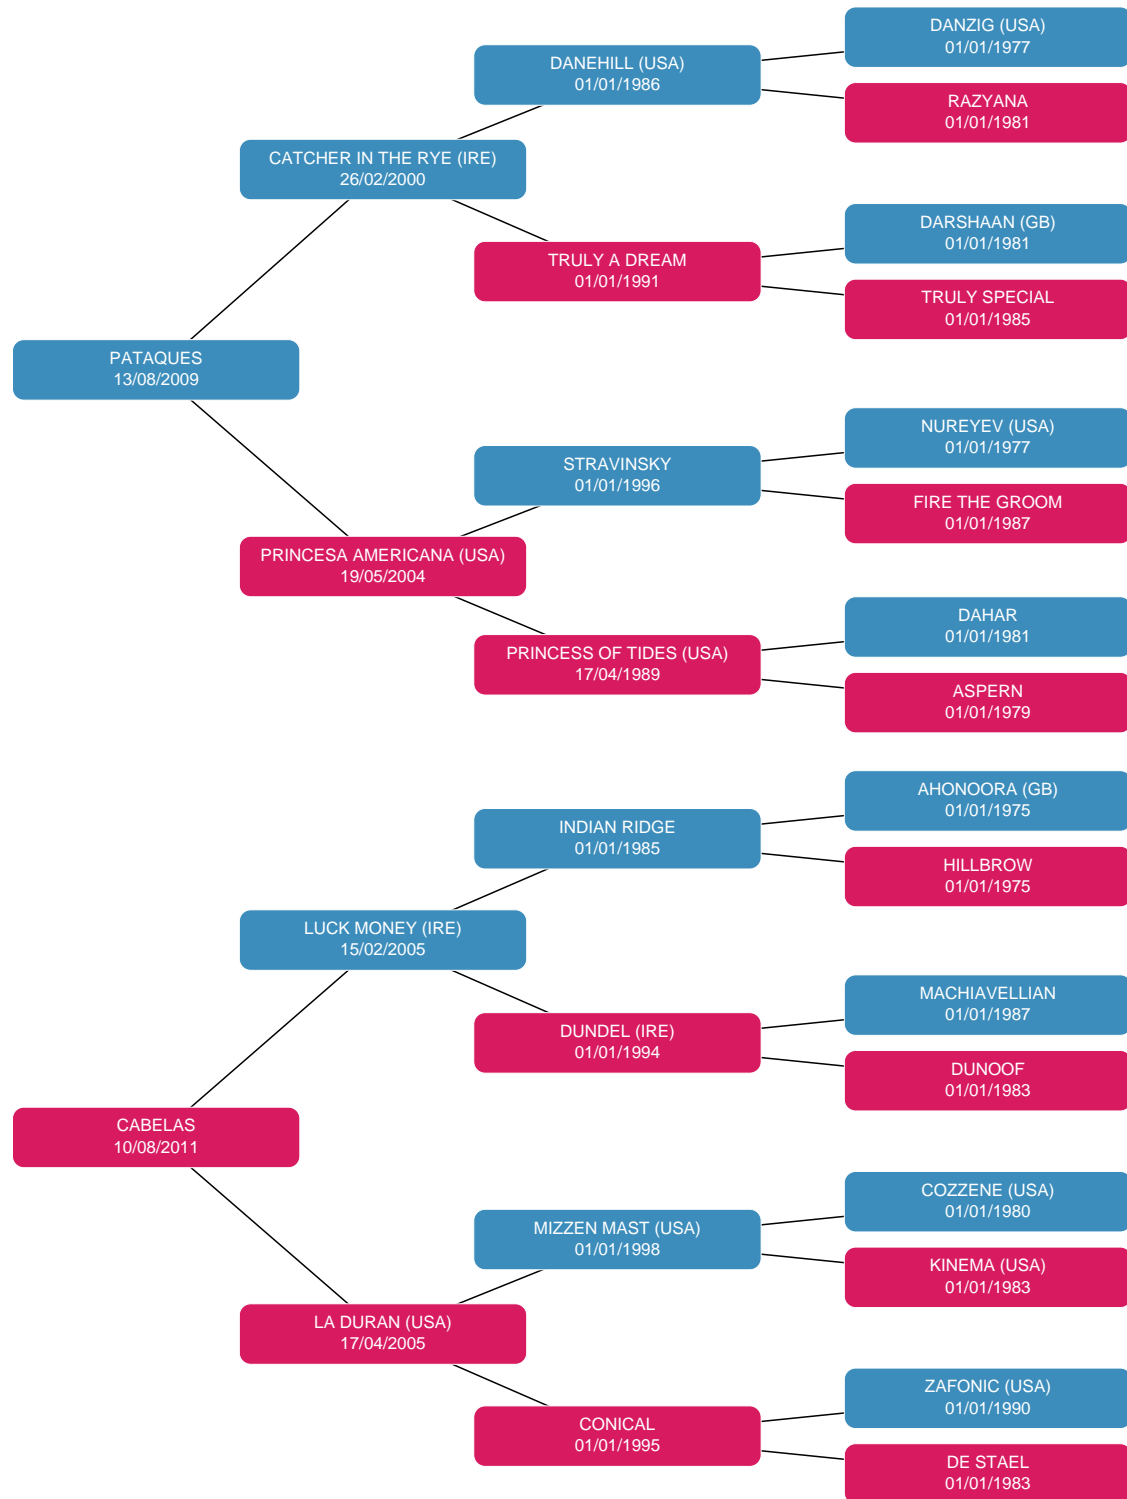 DANZIG (USA)
01/01/1977
DANEHILL (USA)
01/01/1986
RAZYANA
01/01/1981
CATCHER IN THE RYE (IRE)
26/02/2000
DARSHAAN (GB)
01/01/1981
TRULY A DREAM
01/01/1991
TRULY SPECIAL
01/01/1985
PATAQUES
13/08/2009
NUREYEV (USA)
01/01/1977
STRAVINSKY
01/01/1996
FIRE THE GROOM
01/01/1987
PRINCESA AMERICANA (USA)
19/05/2004
DAHAR
01/01/1981
PRINCESS OF TIDES (USA)
17/04/1989
ASPERN
01/01/1979
AHONOORA (GB)
01/01/1975
INDIAN RIDGE
01/01/1985
HILLBROW
01/01/1975
LUCK MONEY (IRE)
15/02/2005
MACHIAVELLIAN
01/01/1987
DUNDEL (IRE)
01/01/1994
DUNOOF
01/01/1983
CABELAS
10/08/2011
COZZENE (USA)
01/01/1980
MIZZEN MAST (USA)
01/01/1998
KINEMA (USA)
01/01/1983
LA DURAN (USA)
17/04/2005
ZAFONIC (USA)
01/01/1990
CONICAL
01/01/1995
DE STAEL
01/01/1983